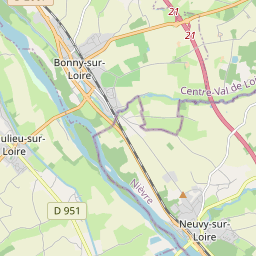 21
21
Bonny-sur-
Loire
Centre-Val de Lo
ulieu-sur-
Loire
Nièvre
D 951
Neuvy-sur-
Loire